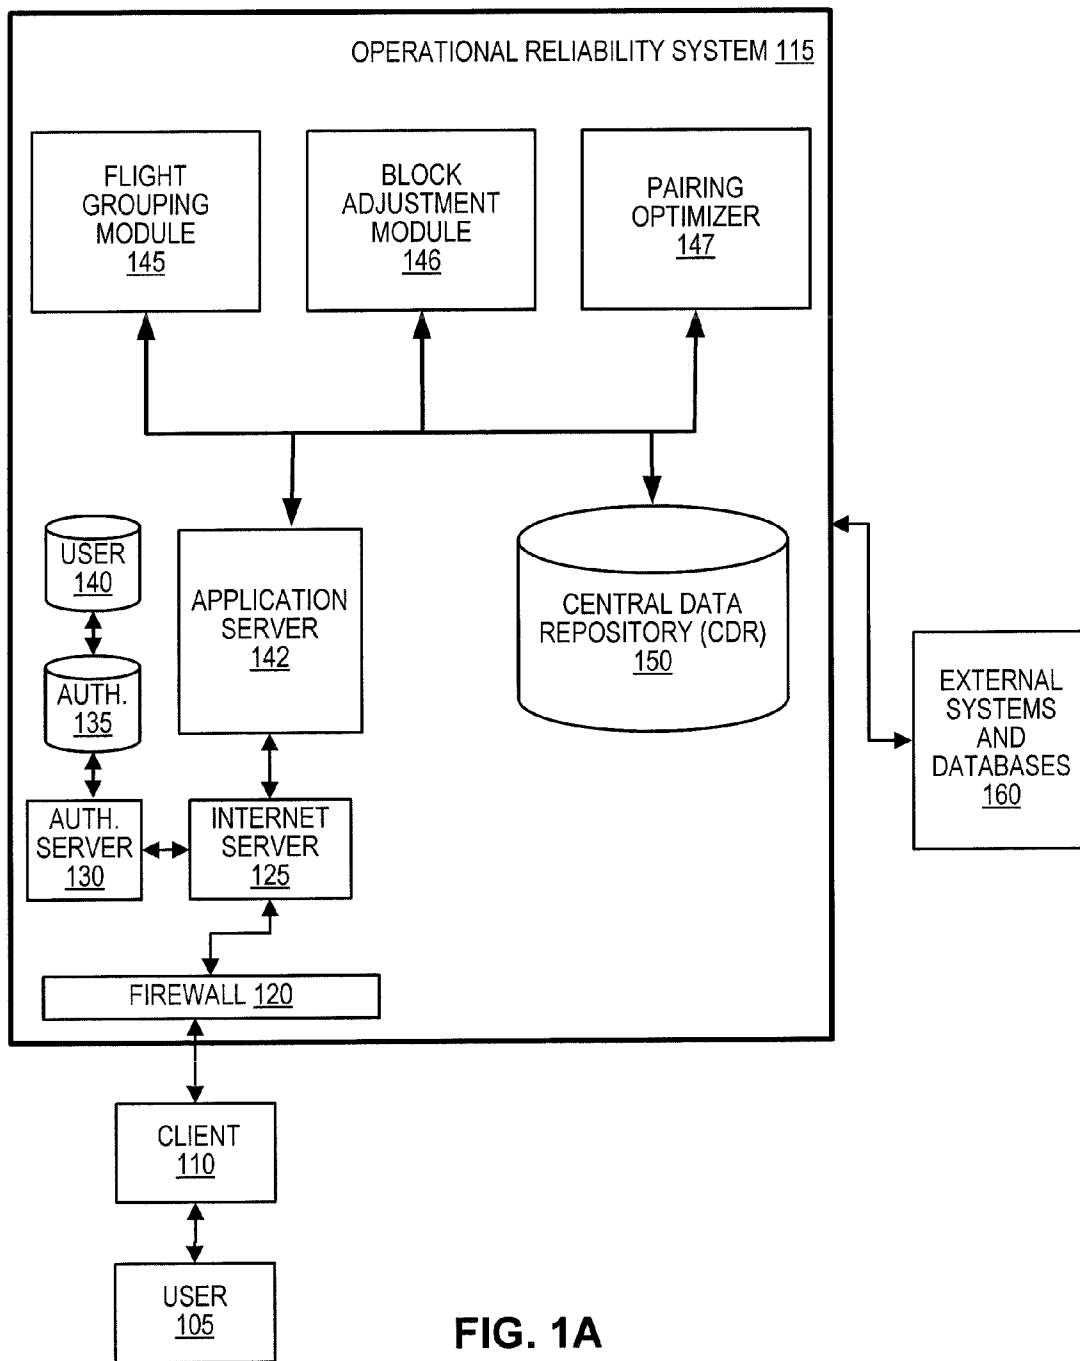 OPERATIONAL RELIABILITY SYSTEM 115
FLIGHT
GROUPING
MODULE
145
BLOCK
ADJUSTMENT
MODULE
146
PAIRING
OPTIMIZER
147
USER
140
AUTH.
135
APPLICATION
SERVER
142
CENTRAL DATA
REPOSITORY (CDR)
150
EXTERNAL
SYSTEMS
AND
DATABASES
160
AUTH.
SERVER
130
INTERNET
SERVER
125
FIREWALL 120
CLIENT
110
USER
105
FIG. 1A